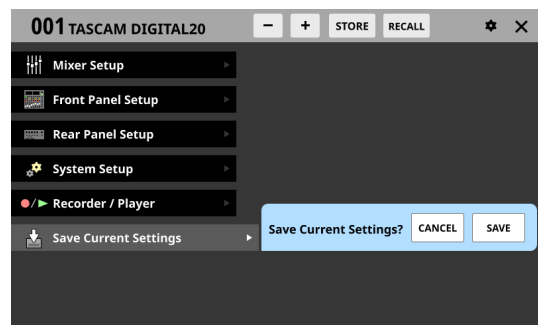 001 TASCAM DIGITAL20 − + STORE RECALL
Mixer Setup
Front Panel Setup
Rear Panel Setup
System Setup
Recorder / Player
Save Current Settings
Save Current Settings? CANCEL SAVE